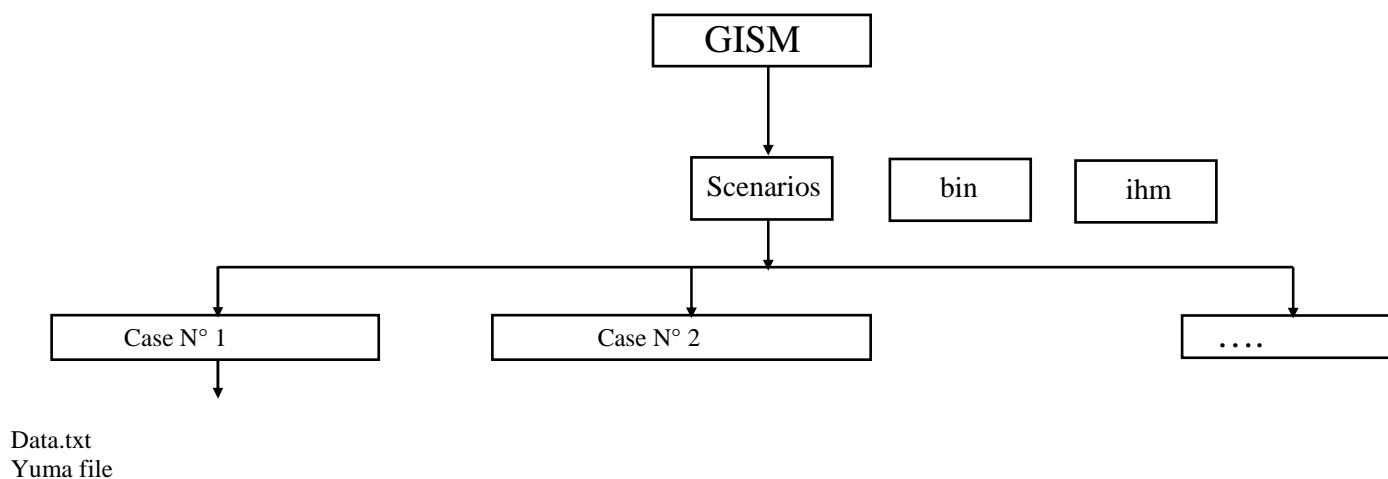 GISM
Scenarios
bin
ihm
Case N° 1
Case N° 2
....
Data.txt
Yuma file